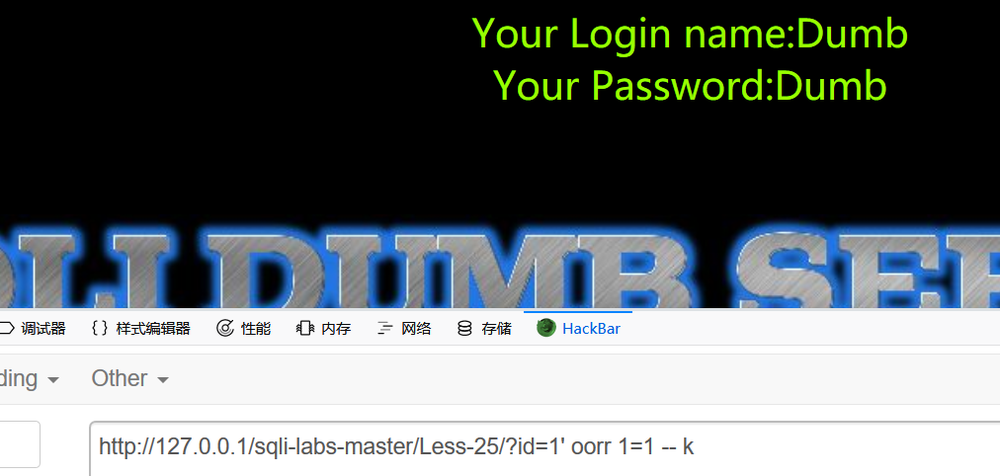 Your Login name:Dumb
Your Password:Dumb
LI DUMB SE
调试器 {} 样式编辑器 性能 内存 网络 存储 HackBar
ding Other
http://127.0.0.1/sqli-labs-master/Less-25/?id=1' oorr 1=1 -- k